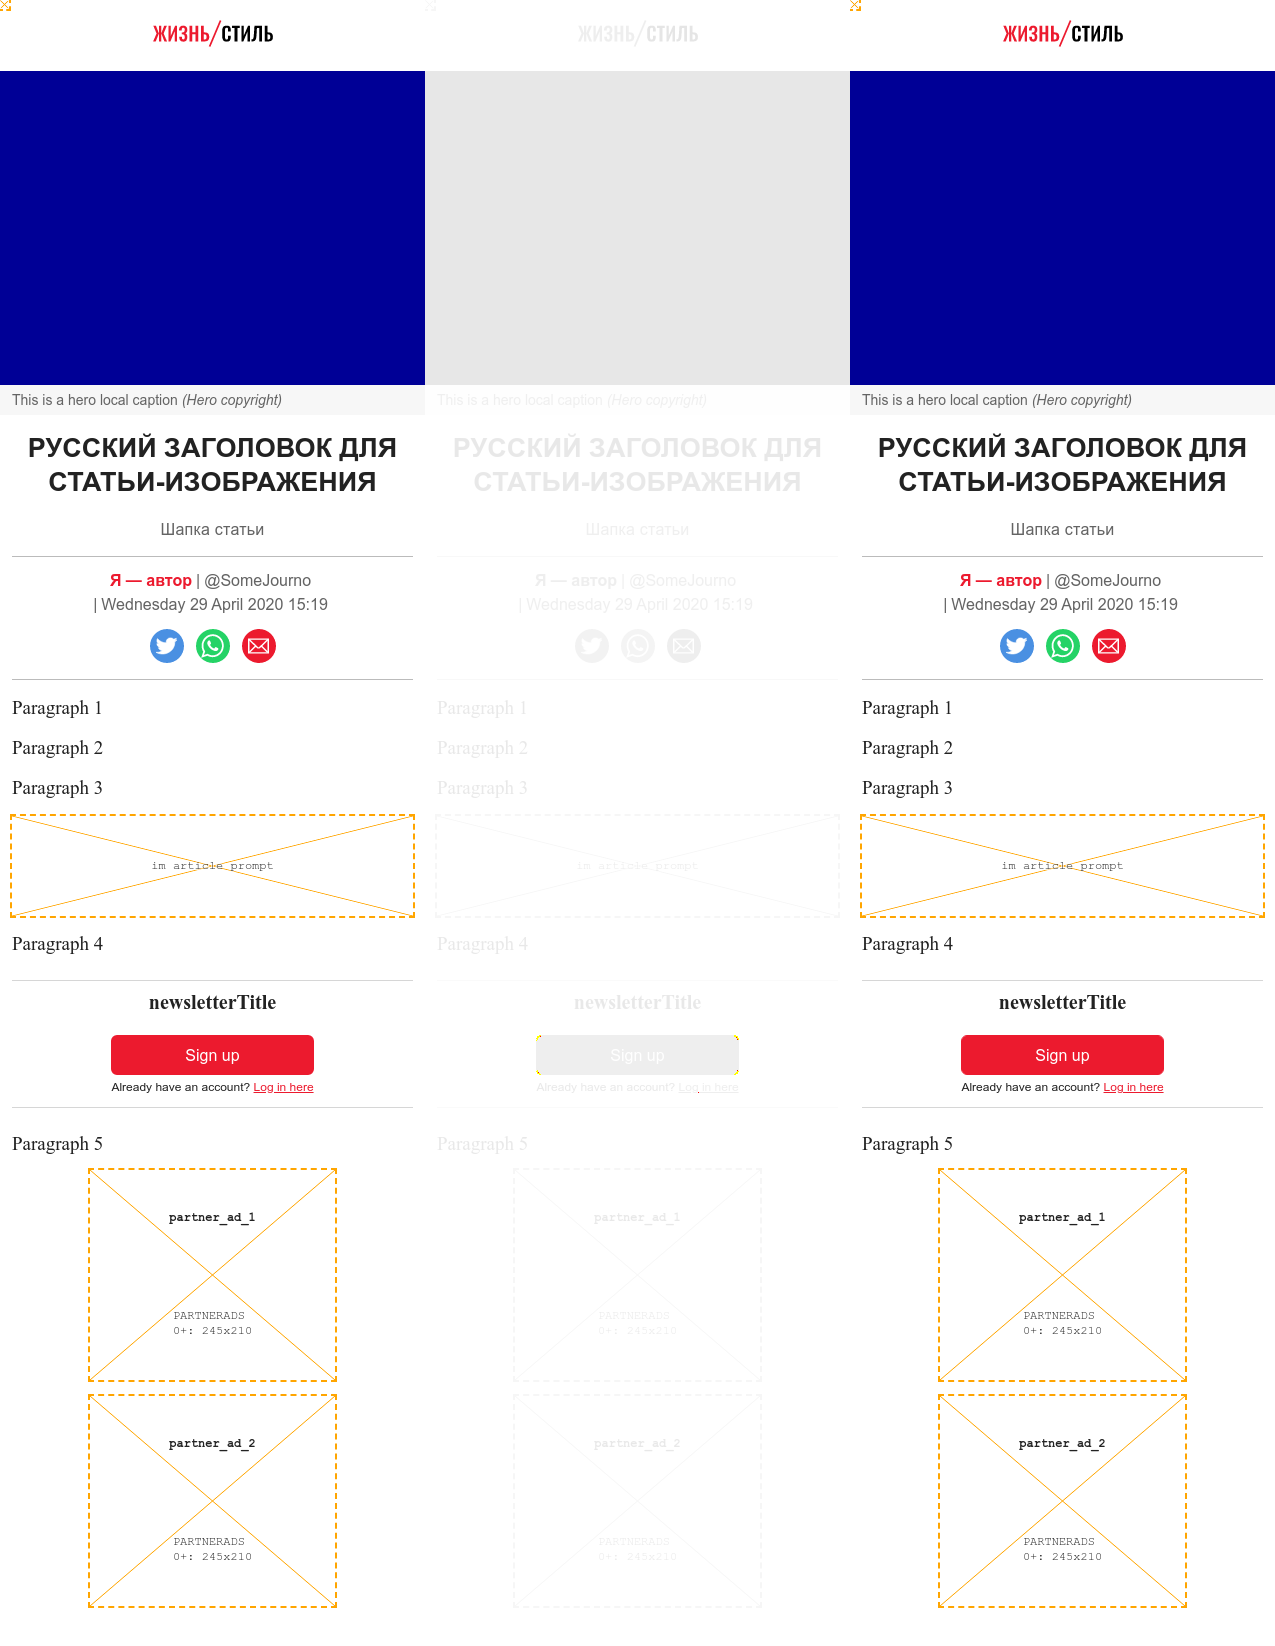 ЖИЗНЬ/СТИЛЬ
This is a hero local caption (Hero copyright)
РУССКИЙ ЗАГОЛОВОК ДЛЯ
СТАТЬИ-ИЗОБРАЖЕНИЯ
Шапка статьи
Я — автор | @SomeJourno
| Wednesday 29 April 2020 15:19
Paragraph 1
Paragraph 2
Paragraph 3
im article prompt
Paragraph 4
newsletterTitle
Sign up
Already have an account? Log in here
Paragraph 5
partner_ad_1
PARTNERADS
0+: 245x210
partner_ad_2
PARTNERADS
0+: 245x210
ЖИЗНЬ/СТИЛЬ
This is a hero local caption (Hero copyright)
РУССКИЙ ЗАГОЛОВОК ДЛЯ
СТАТЬИ-ИЗОБРАЖЕНИЯ
Шапка статьи
Я — автор | @SomeJourno
| Wednesday 29 April 2020 15:19
Paragraph 1
Paragraph 2
Paragraph 3
im article prompt
Paragraph 4
newsletterTitle
Sign up
Already have an account? Log in here
Paragraph 5
partner_ad_1
PARTNERADS
0+: 245x210
partner_ad_2
PARTNERADS
0+: 245x210
ЖИЗНЬ/СТИЛЬ
This is a hero local caption (Hero copyright)
РУССКИЙ ЗАГОЛОВОК ДЛЯ
СТАТЬИ-ИЗОБРАЖЕНИЯ
Шапка статьи
Я — автор | @SomeJourno
| Wednesday 29 April 2020 15:19
Paragraph 1
Paragraph 2
Paragraph 3
im article prompt
Paragraph 4
newsletterTitle
Sign up
Already have an account? Log in here
Paragraph 5
partner_ad_1
PARTNERADS
0+: 245x210
partner_ad_2
PARTNERADS
0+: 245x210